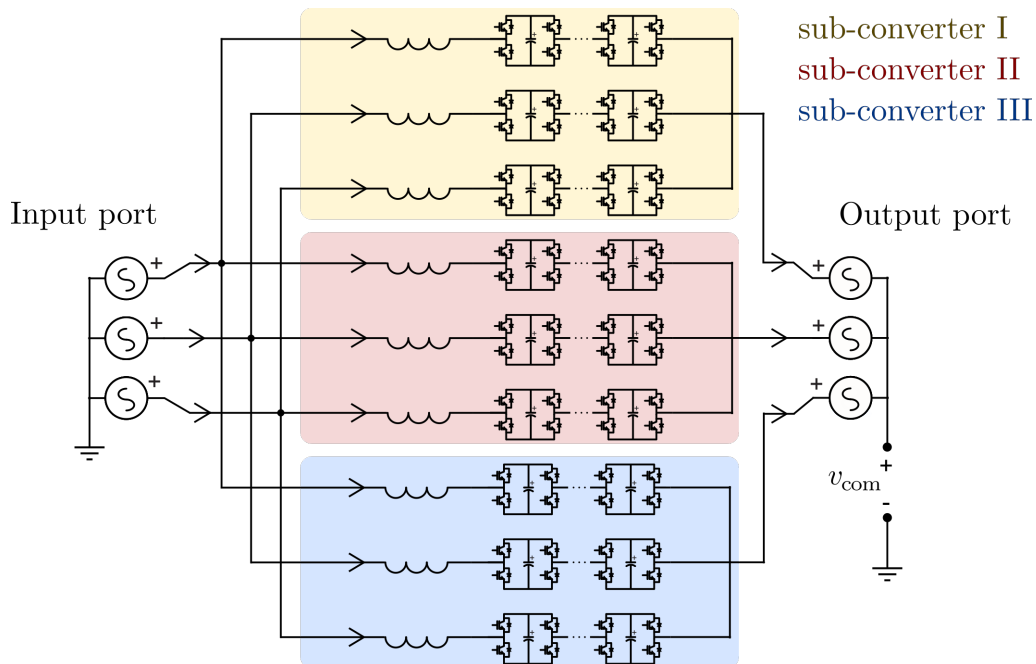 sub-converter I
sub-converter II
sub-converter III
Input port
Output port
+
+
+
+
+
+
v_com
+
-